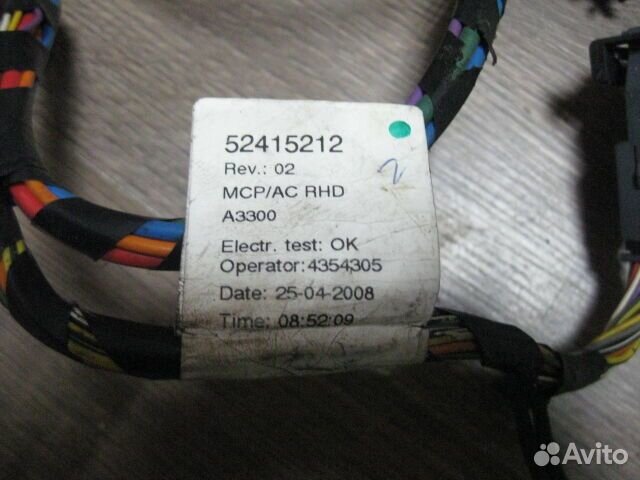 52415212
Rev.: 02
MCP/AC RHD
A3300
Electr. test: OK
Operator:4354305
Date: 25-04-2008
Time: 08:52:09
2
Avito